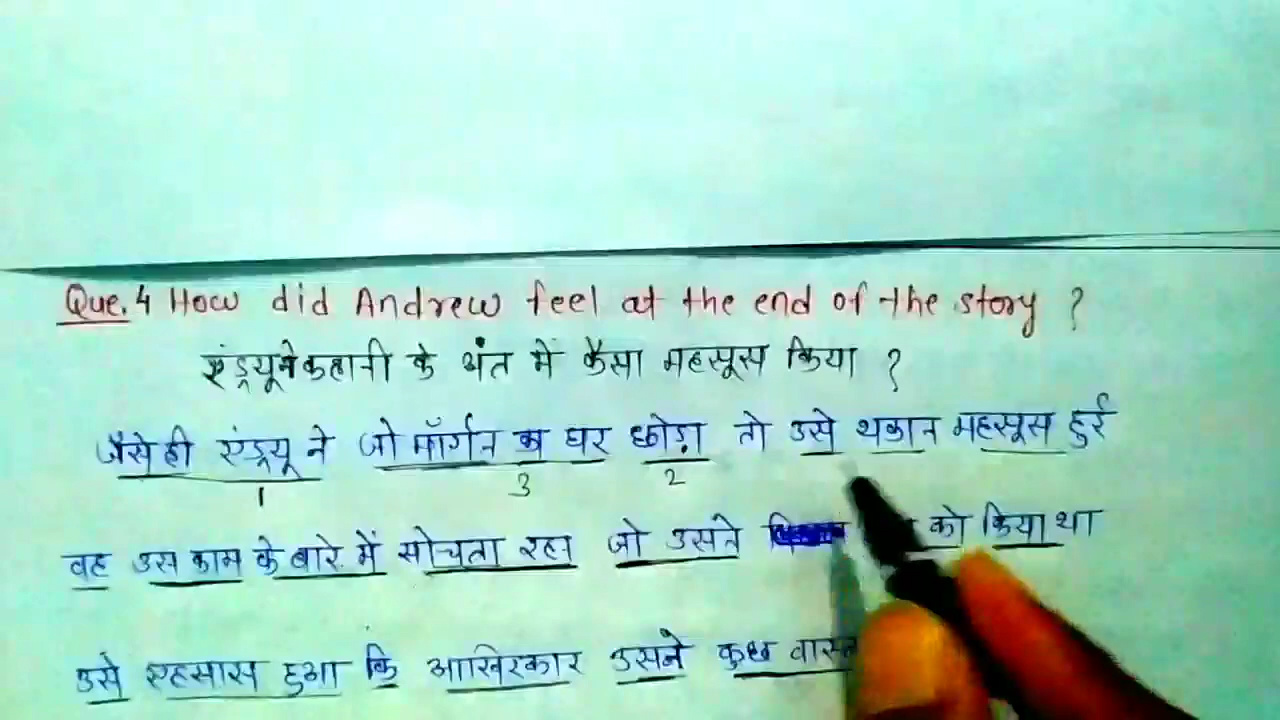 Que. 4 How did Andrew feel at the end of the story ?
एंड्र्यू ने कहानी के अंत में कैसा महसूस किया ?
जैसे ही एंड्र्यू ने जो मॉर्गन का घर छोड़ा तो उसे थकान महसूस हुई
1 3 2
वह उस काम के बारे में सोचता रहा जो उसने को किया था
उसे एहसास हुआ कि आखिरकार उसने कुछ